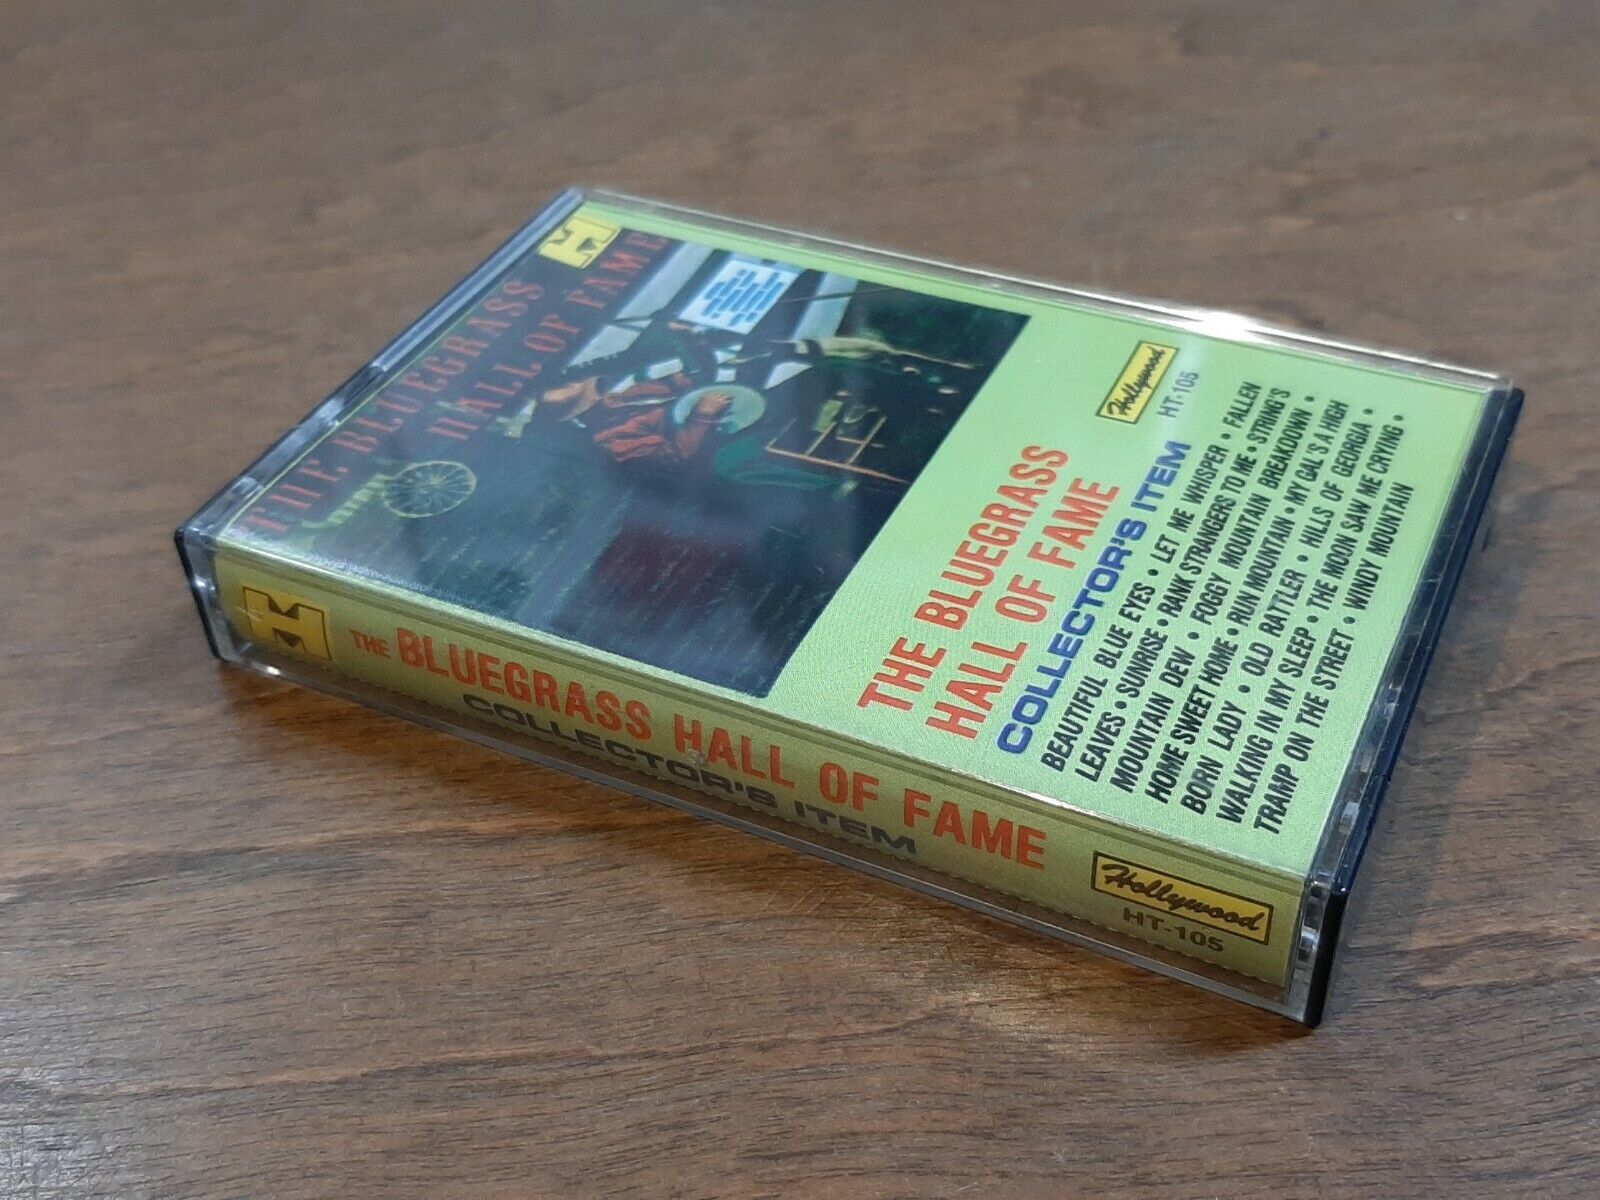 THE BLUEGRASS
HALL OF FAME
Hollywood
HT-105
THE BLUEGRASS
HALL OF FAME
COLLECTOR'S ITEM
BEAUTIFUL BLUE EYES • LET ME WHISPER • FALLEN
LEAVES • SUNRISE • RANK STRANGERS TO ME • STRING'S
MOUNTAIN DEW • FOGGY MOUNTAIN BREAKDOWN •
HOME SWEET HOME • RUN MOUNTAIN • MY GAL'S A HIGH
BORN LADY • OLD RATTLER • HILLS OF GEORGIA •
WALKING IN MY SLEEP • THE MOON SAW ME CRYING •
TRAMP ON THE STREET • WINDY MOUNTAIN
H
THE BLUEGRASS HALL OF FAME
COLLECTOR'S ITEM
Hollywood
HT-105